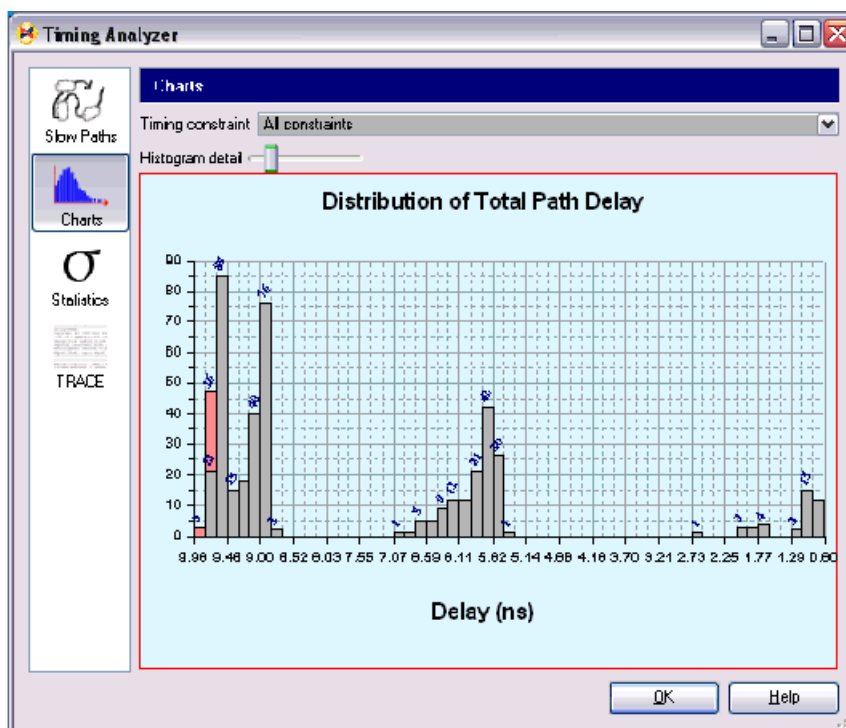 Timing Analyzer
Slow Paths
Charts
Statistics
TRACE
Charts
Timing constraint All constraints
Histogram detail
Distribution of Total Path Delay
90
80
70
60
50
40
30
20
10
0
9.96 9.46 9.00 8.52 8.03 7.55 7.07 6.59 6.11 5.62 5.14 4.66 4.18 3.70 3.21 2.73 2.25 1.77 1.29 0.80
Delay (ns)
OK Help